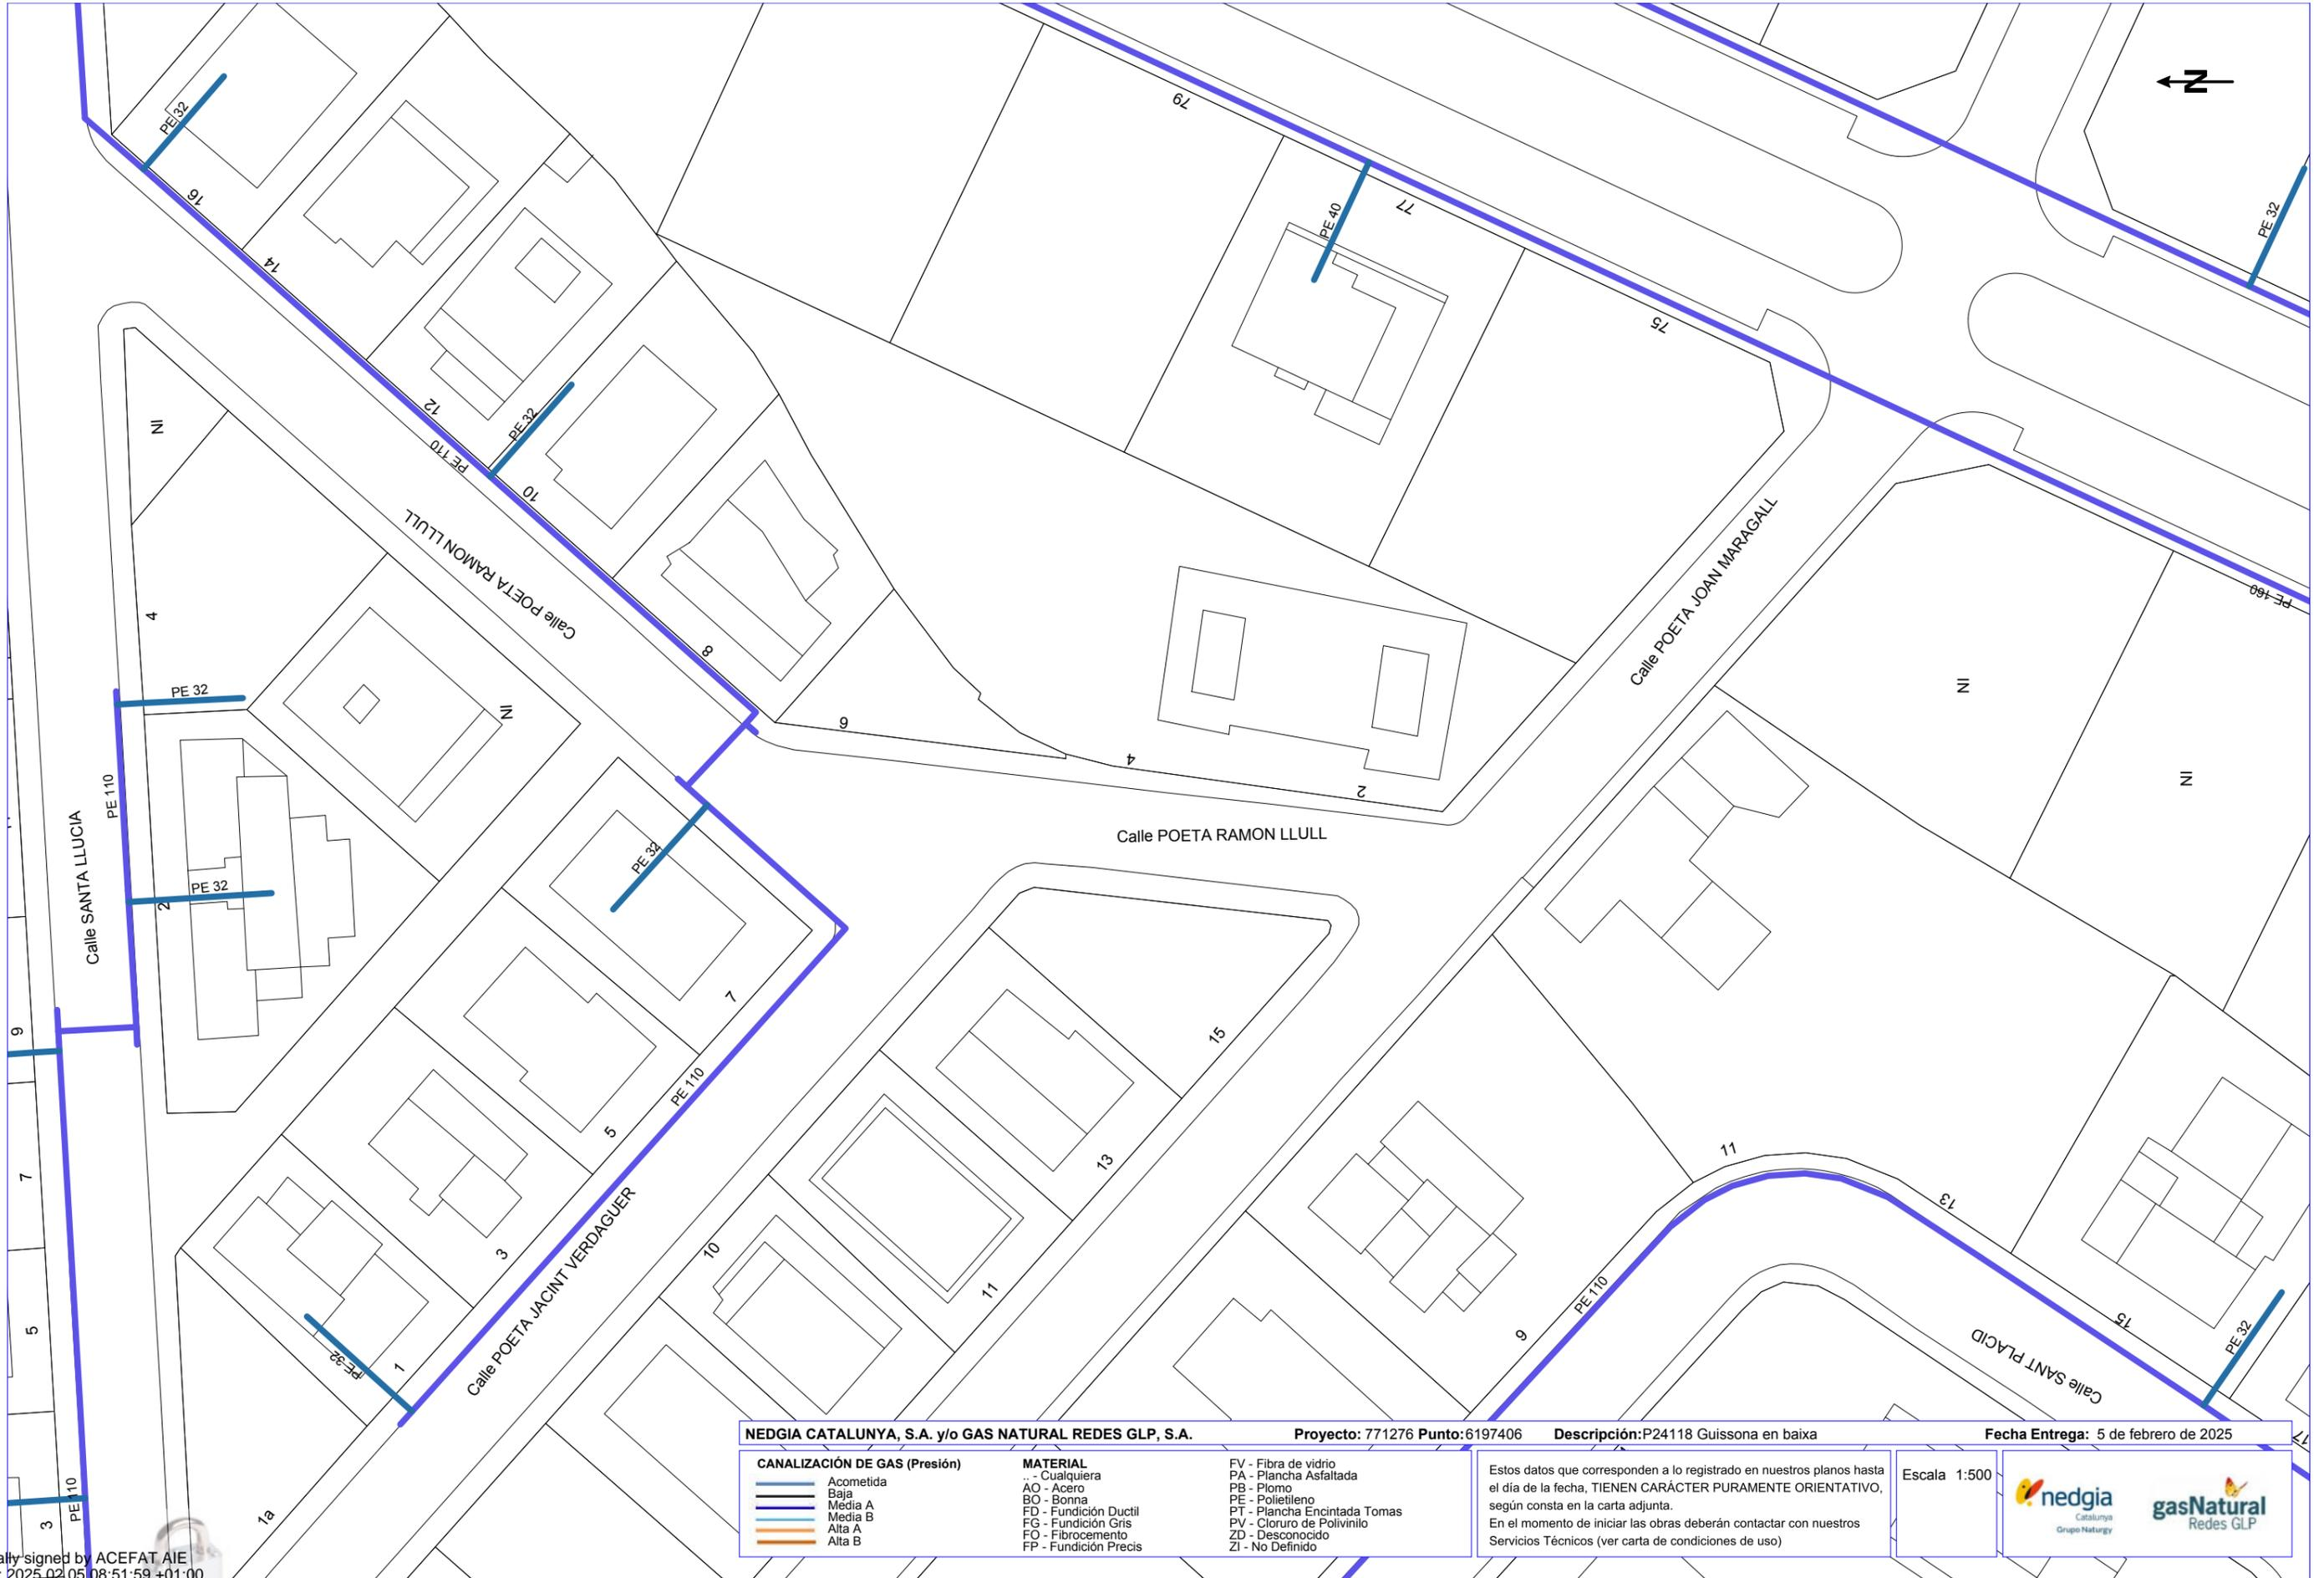 N
79
PE 32
PE 40
77
PE 32
16
14
75
12
PE 32
NI
PE 110
10
Calle POETA RAMON LLULL
Calle POETA JOAN MARAGALL
PE 160
4
8
PE 32
NI
NI
6
4
2
NI
PE 110
Calle POETA RAMON LLULL
Calle SANTA LLUCIA
PE 32
PE 32
2
7
9
15
PE 110
5
13
11
7
3
10
Calle POETA JACINT VERDAGUER
11
13
PE 110
9
5
PE 32
1
15
PE 32
Calle SANT PLACID
17
PE 110
3
1a
NEDGIA CATALUNYA, S.A. y/o GAS NATURAL REDES GLP, S.A. Proyecto: 771276 Punto:6197406 Descripción:P24118 Guissona en baixa Fecha Entrega: 5 de febrero de 2025
CANALIZACIÓN DE GAS (Presión)
Acometida
Baja
Media A
Media B
Alta A
Alta B
MATERIAL
.. - Cualquiera
AO - Acero
BO - Bonna
FD - Fundición Ductil
FG - Fundición Gris
FO - Fibrocemento
FP - Fundición Precis
FV - Fibra de vidrio
PA - Plancha Asfaltada
PB - Plomo
PE - Polietileno
PT - Plancha Encintada Tomas
PV - Cloruro de Polivinilo
ZD - Desconocido
ZI - No Definido
Estos datos que corresponden a lo registrado en nuestros planos hasta
el día de la fecha, TIENEN CARÁCTER PURAMENTE ORIENTATIVO,
según consta en la carta adjunta.
En el momento de iniciar las obras deberán contactar con nuestros
Servicios Técnicos (ver carta de condiciones de uso)
Escala 1:500
nedgia
Catalunya
Grupo Naturgy
gasNatural
Redes GLP
ally signed by ACEFAT AIE
: 2025.02.05 08:51:59 +01:00